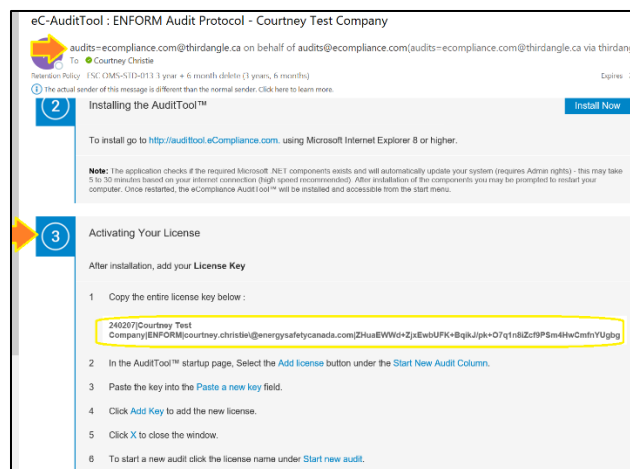 eC-AuditTool : ENFORM Audit Protocol - Courtney Test Company
audits=ecompliance.com@thirdangle.ca on behalf of audits@ecompliance.com(audits=ecompliance.com@thirdangle.ca via thirdang
To Courtney Christie
Retention Policy ESC OMS-STD-013 3 year + 6 month delete (3 years, 6 months)
Expires
The actual sender of this message is different than the normal sender. Click here to learn more.
2
Installing the AuditTool™
Install Now
To install go to http://audittool.eCompliance.com. using Microsoft Internet Explorer 8 or higher.
Note: The application checks if the required Microsoft .NET components exists and will automatically update your system (requires Admin rights) - this may take
5 to 30 minutes based on your internet connection (high speed recommended). After installation of the components you may be prompted to restart your
computer. Once restarted, the eCompliance AuditTool™ will be installed and accessible from the start menu.
3
Activating Your License
After installation, add your License Key
1 Copy the entire license key below :
240207|Courtney Test
Company|ENFORM|courtney.christie\@energysafetycanada.com|ZHuaEWWd+ZjxEwbUFK+BqikJ/pk+O7q1n8iZcf9PSm4HwCmfnYUgbg
2 In the AuditTool™ startup page, Select the Add license button under the Start New Audit Column.
3 Paste the key into the Paste a new key field.
4 Click Add Key to add the new license.
5 Click X to close the window.
6 To start a new audit click the license name under Start new audit.